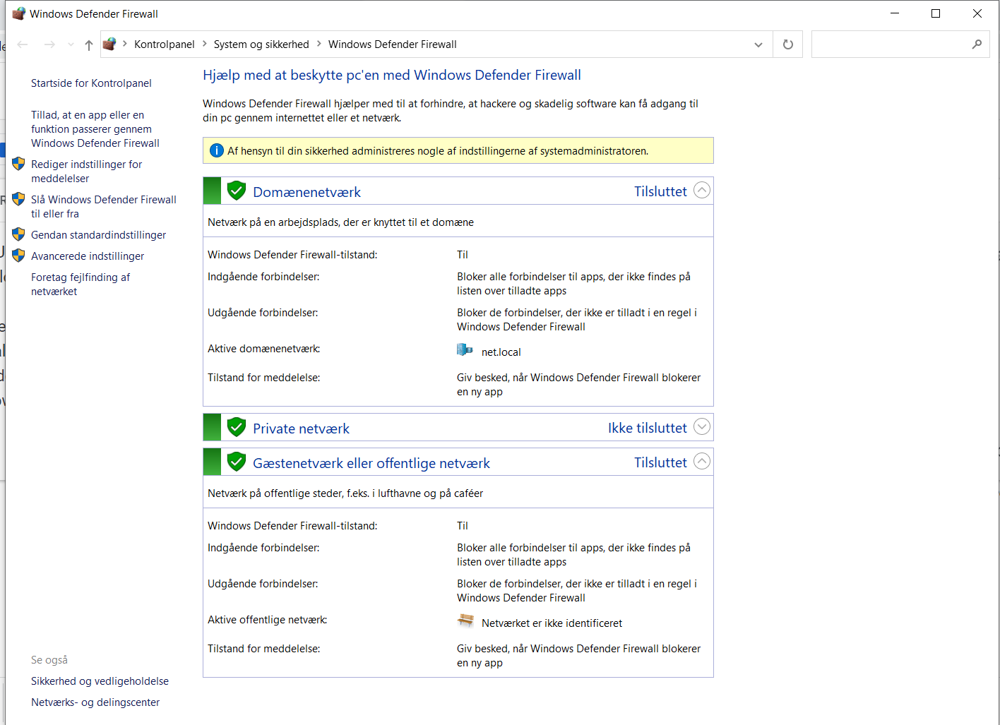 Windows Defender Firewall
Kontrolpanel > System og sikkerhed > Windows Defender Firewall
Startside for Kontrolpanel
Tillad, at en app eller en
funktion passerer gennem
Windows Defender Firewall
Rediger indstillinger for
meddelelser
Slå Windows Defender Firewall
til eller fra
Gendan standardindstillinger
Avancerede indstillinger
Foretag fejlfinding af
netværket
Se også
Sikkerhed og vedligeholdelse
Netværks- og delingscenter
Hjælp med at beskytte pc'en med Windows Defender Firewall
Windows Defender Firewall hjælper med til at forhindre, at hackere og skadelig software kan få adgang til
din pc gennem internettet eller et netværk.
Af hensyn til din sikkerhed administreres nogle af indstillingerne af systemadministratoren.
Domænenetværk Tilsluttet
Netværk på en arbejdsplads, der er knyttet til et domæne
Windows Defender Firewall-tilstand: Til
Indgående forbindelser: Bloker alle forbindelser til apps, der ikke findes på
listen over tilladte apps
Udgående forbindelser: Bloker de forbindelser, der ikke er tilladt i en regel i
Windows Defender Firewall
Aktive domænenetværk: net.local
Tilstand for meddelelse: Giv besked, når Windows Defender Firewall blokerer
en ny app
Private netværk Ikke tilsluttet
Gæstenetværk eller offentlige netværk Tilsluttet
Netværk på offentlige steder, f.eks. i lufthavne og på caféer
Windows Defender Firewall-tilstand: Til
Indgående forbindelser: Bloker alle forbindelser til apps, der ikke findes på
listen over tilladte apps
Udgående forbindelser: Bloker de forbindelser, der ikke er tilladt i en regel i
Windows Defender Firewall
Aktive offentlige netværk: Netværket er ikke identificeret
Tilstand for meddelelse: Giv besked, når Windows Defender Firewall blokerer
en ny app